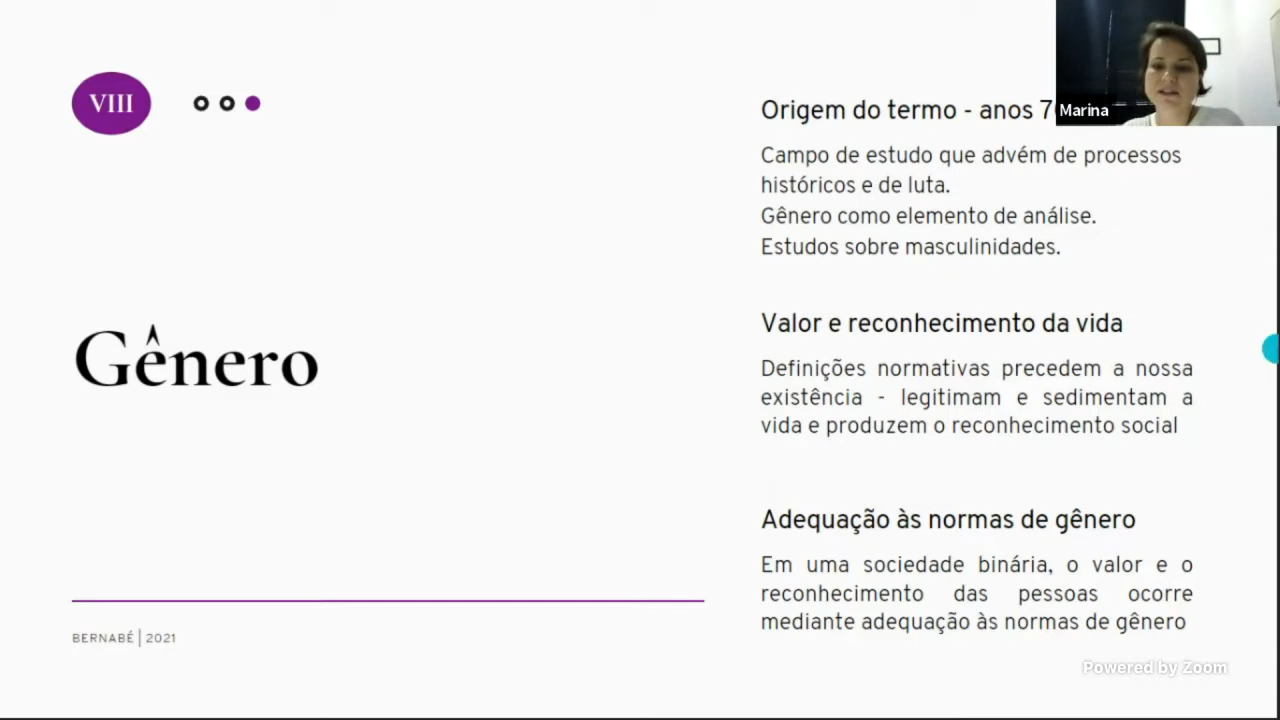 VIII
Gênero
BERNABÉ | 2021
Origem do termo - anos 7
Marina
Campo de estudo que advém de processos
históricos e de luta.
Gênero como elemento de análise.
Estudos sobre masculinidades.
Valor e reconhecimento da vida
Definições normativas precedem a nossa
existência - legitimam e sedimentam a
vida e produzem o reconhecimento social
Adequação às normas de gênero
Em uma sociedade binária, o valor e o
reconhecimento das pessoas ocorre
mediante adequação às normas de gênero
Powered by Zoom